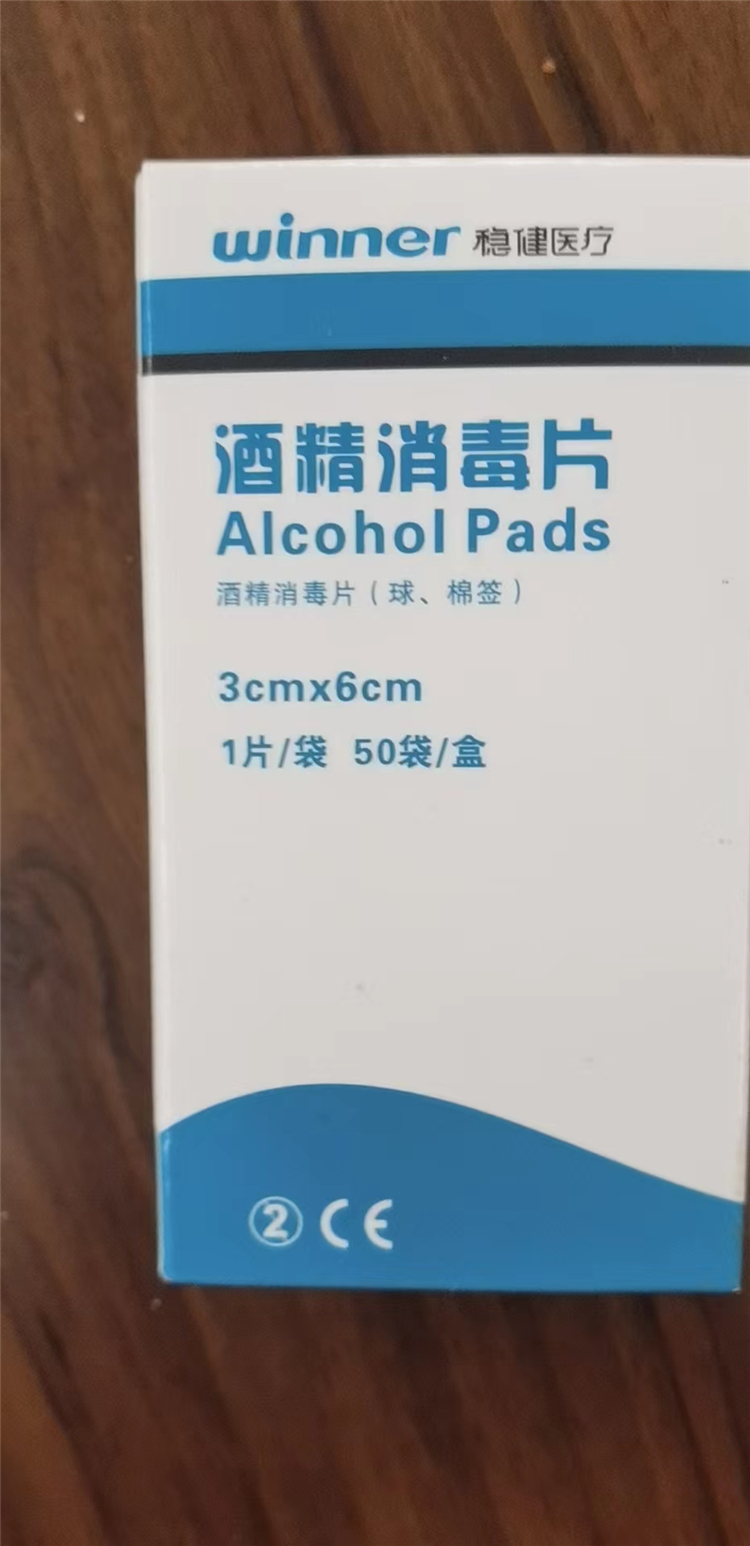 winner 稳健医疗
酒精消毒片
Alcohol Pads
酒精消毒片（球、棉签）
3cmx6cm
1片/袋 50袋/盒
② CE